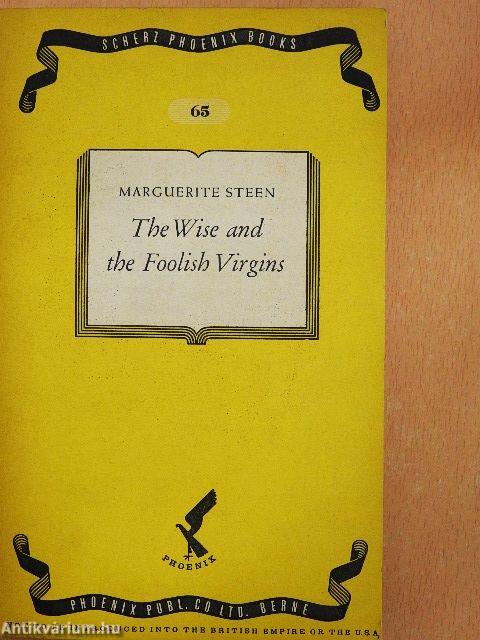 SCHERZ PHOENIX BOOKS
65
MARGUERITE STEEN
The Wise and
the Foolish Virgins
PHOENIX
PHOENIX PUBL. CO LTD. BERNE
INTO THE BRITISH EMPIRE OR THE U.S.A.
Antikvárium.hu